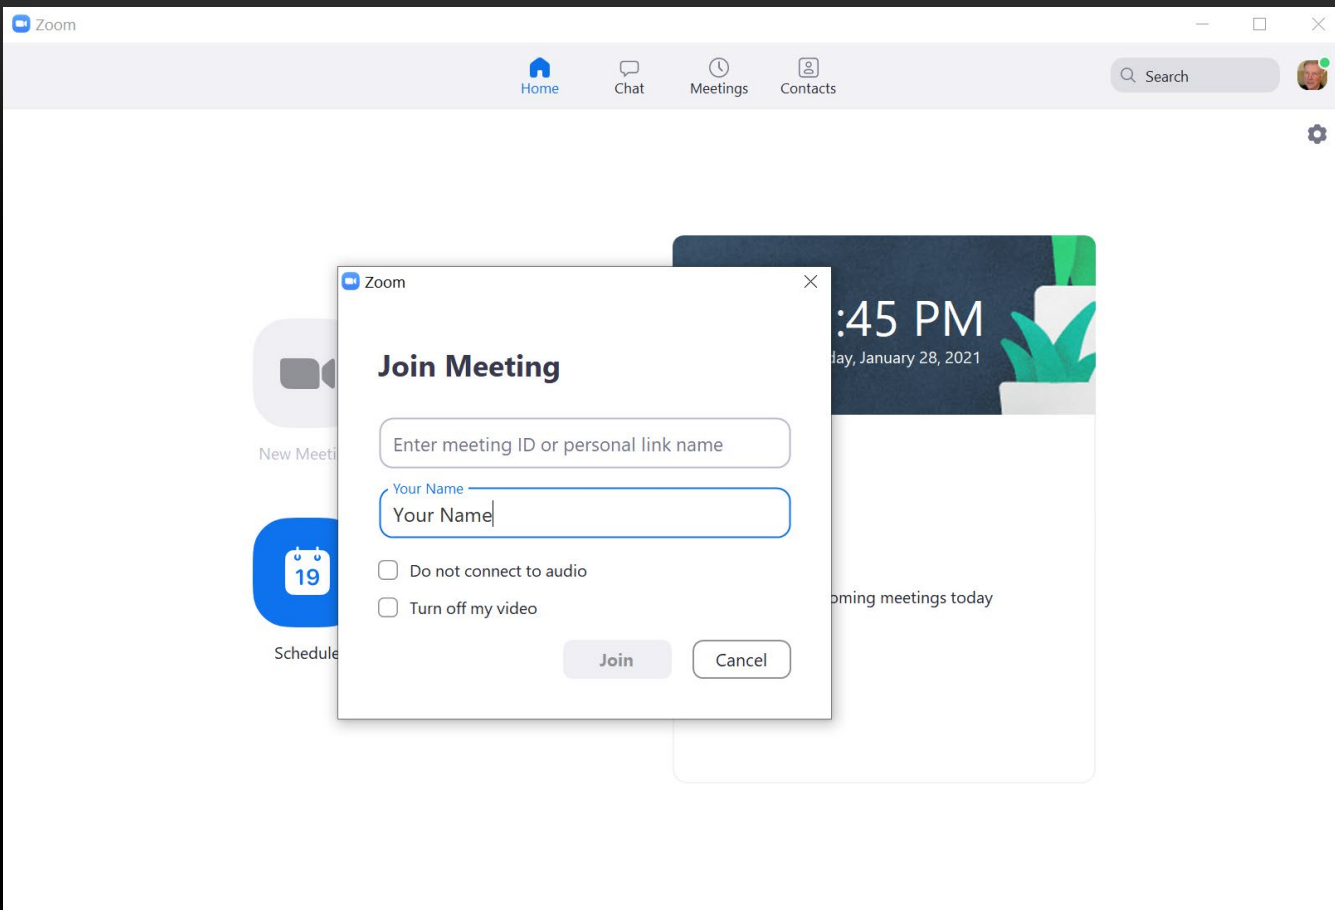 Zoom
Home
Chat
Meetings
Contacts
Search
:45 PM
day, January 28, 2021
Zoom
Join Meeting
Enter meeting ID or personal link name
Your Name
Your Name
Do not connect to audio
Turn off my video
Join
Cancel
New Meeti
19
Schedule
oming meetings today